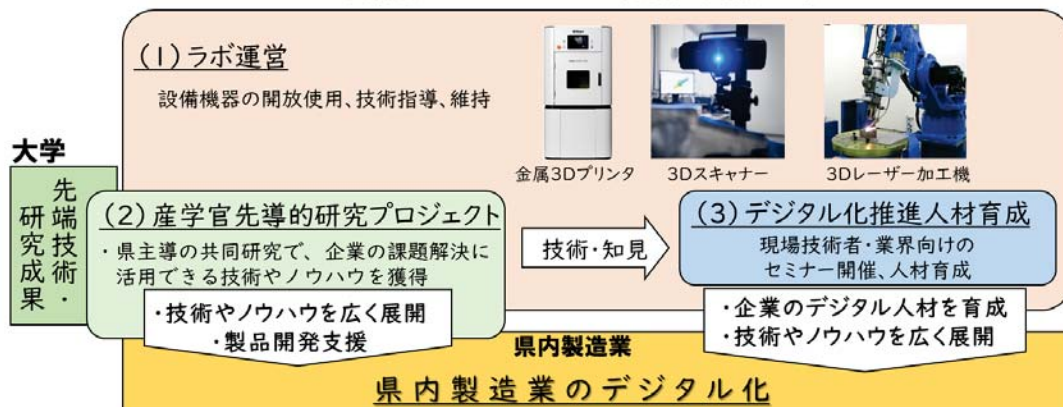 (1)ラボ運営
設備機器の開放使用、技術指導、維持
金属3Dプリンタ
3Dスキャナー
3Dレーザー加工機
大学
先端技術・
研究成果
(2)産学官先導的研究プロジェクト
・県主導の共同研究で、企業の課題解決に
活用できる技術やノウハウを獲得
技術・知見
(3)デジタル化推進人材育成
現場技術者・業界向けの
セミナー開催、人材育成
・技術やノウハウを広く展開
・製品開発支援
・企業のデジタル人材を育成
・技術やノウハウを広く展開
県内製造業
県内製造業のデジタル化